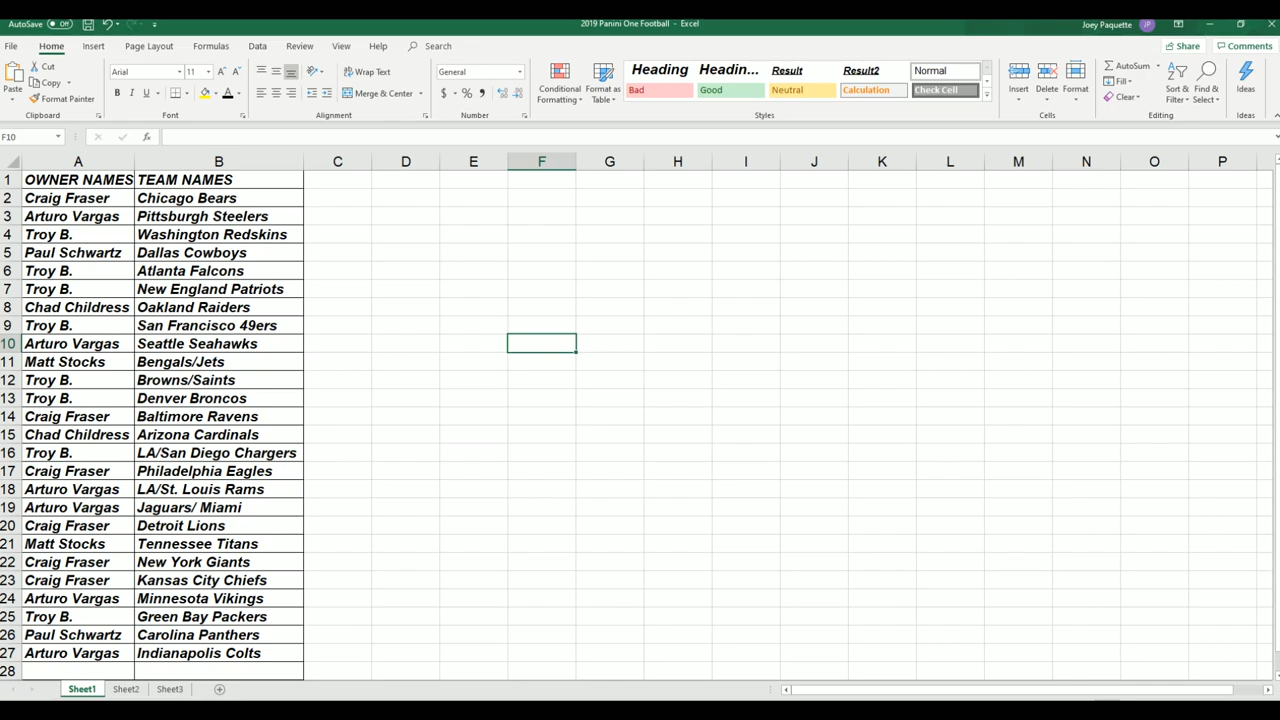 AutoSave Off 2019 Panini One Football - Excel Joey Paquette JP
File Home Insert Page Layout Formulas Data Review View Help Search Share Comments
Cut Arial 11 A A Wrap Text General Heading Headin... Result Result2 Normal AutoSum
Copy
Paste Format Painter B I U A Merge & Center $ % 9 Conditional Formatting Format as Table Bad Good Neutral Calculation Check Cell Insert Delete Format Fill Clear Sort & Filter Find & Select Ideas
Clipboard Font Alignment Number Styles Cells Editing Ideas
F10 fx
A B C D E F G H I J K L M N O P
1 OWNER NAMES TEAM NAMES
2 Craig Fraser Chicago Bears
3 Arturo Vargas Pittsburgh Steelers
4 Troy B. Washington Redskins
5 Paul Schwartz Dallas Cowboys
6 Troy B. Atlanta Falcons
7 Troy B. New England Patriots
8 Chad Childress Oakland Raiders
9 Troy B. San Francisco 49ers
10 Arturo Vargas Seattle Seahawks
11 Matt Stocks Bengals/Jets
12 Troy B. Browns/Saints
13 Troy B. Denver Broncos
14 Craig Fraser Baltimore Ravens
15 Chad Childress Arizona Cardinals
16 Troy B. LA/San Diego Chargers
17 Craig Fraser Philadelphia Eagles
18 Arturo Vargas LA/St. Louis Rams
19 Arturo Vargas Jaguars/ Miami
20 Craig Fraser Detroit Lions
21 Matt Stocks Tennessee Titans
22 Craig Fraser New York Giants
23 Craig Fraser Kansas City Chiefs
24 Arturo Vargas Minnesota Vikings
25 Troy B. Green Bay Packers
26 Paul Schwartz Carolina Panthers
27 Arturo Vargas Indianapolis Colts
28
Sheet1 Sheet2 Sheet3